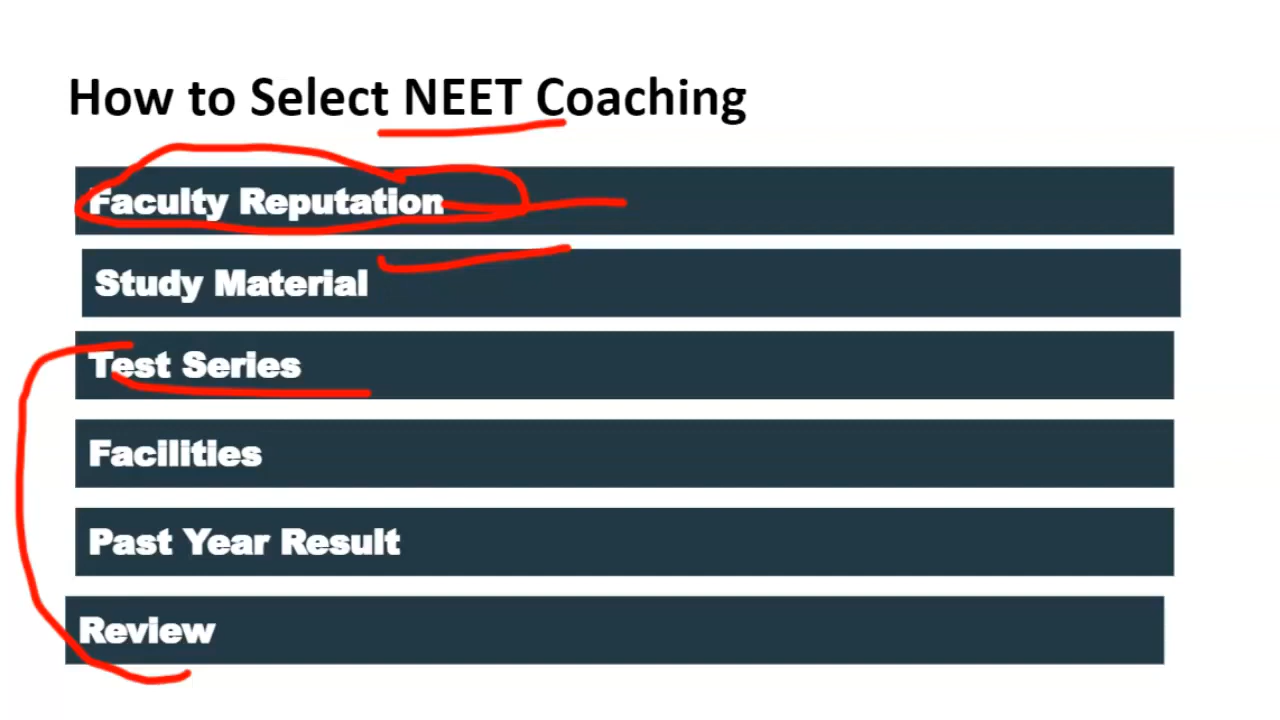 How to Select NEET Coaching
Faculty Reputation
Study Material
Test Series
Facilities
Past Year Result
Review